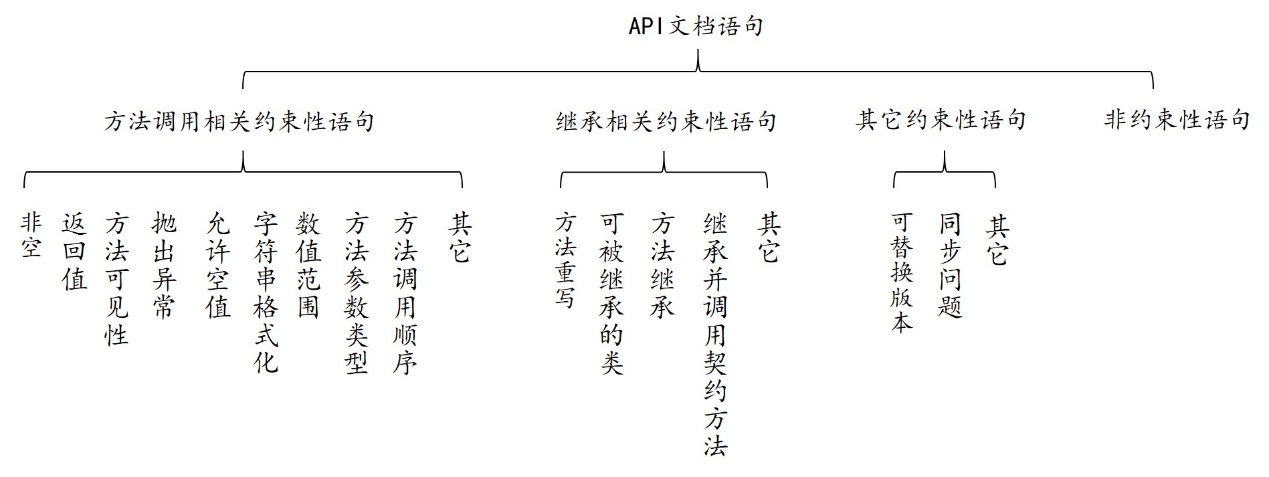 API文档语句
方法调用相关约束性语句
继承相关约束性语句
其它约束性语句
非约束性语句
非空
返回值
方法可见性
抛出异常
允许空值
字符串格式化
数值范围
方法参数类型
方法调用顺序
其它
方法重写
可被继承的类
方法继承
继承并调用契约方法
其它
可替换版本
同步问题
其它